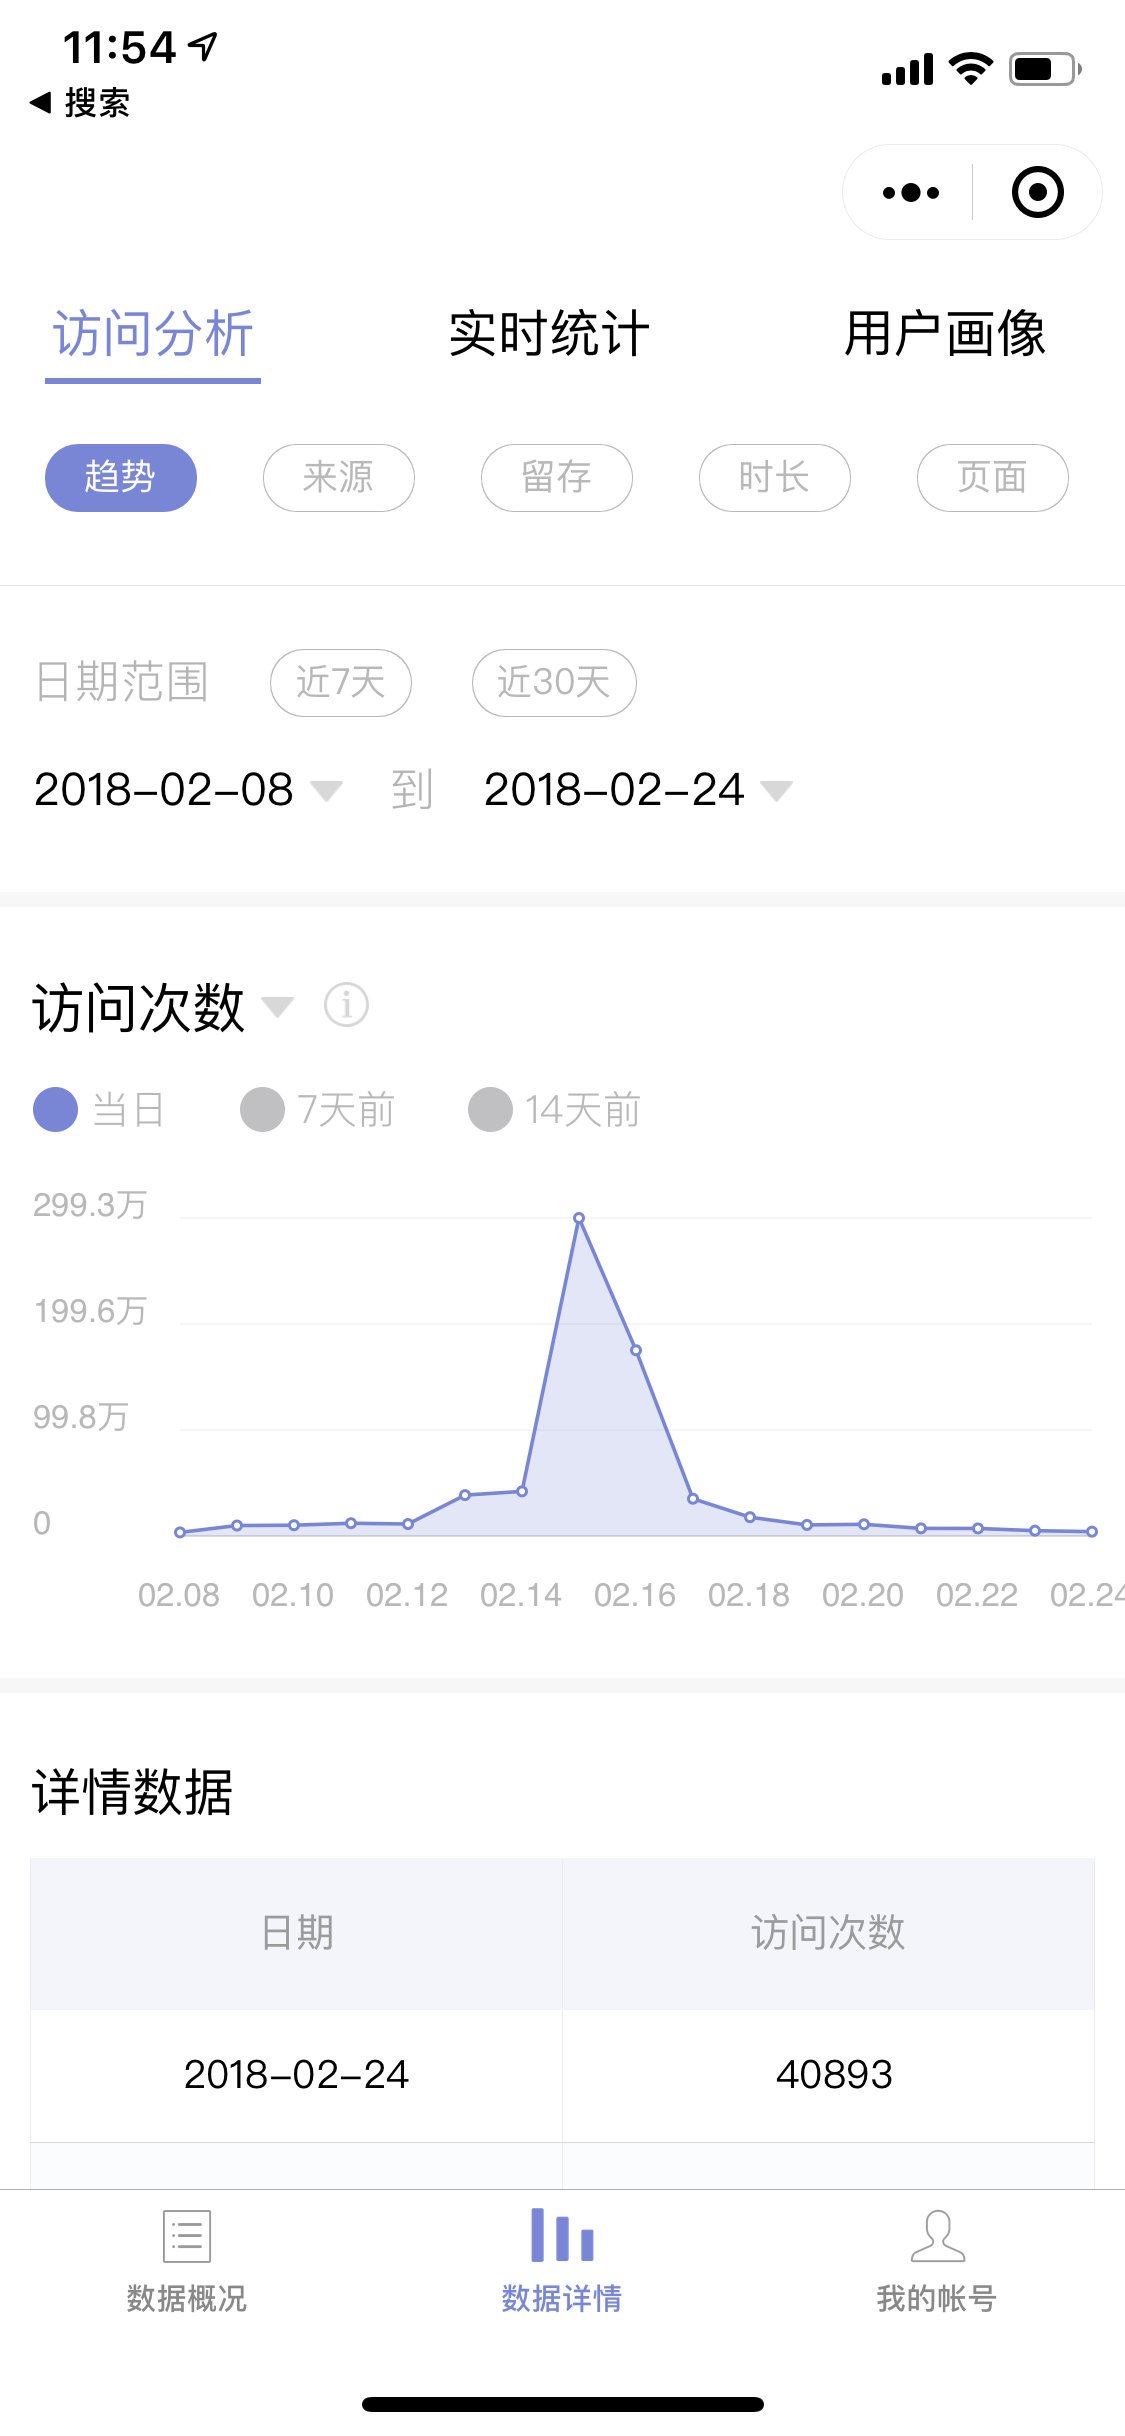 11:54
搜索
访问分析 实时统计 用户画像
趋势 来源 留存 时长 页面
日期范围 近7天 近30天
2018-02-08 到 2018-02-24
访问次数
当日 7天前 14天前
299.3万
199.6万
99.8万
0
02.08 02.10 02.12 02.14 02.16 02.18 02.20 02.22 02.24
详情数据
日期 访问次数
2018-02-24 40893
数据概况 数据详情 我的帐号